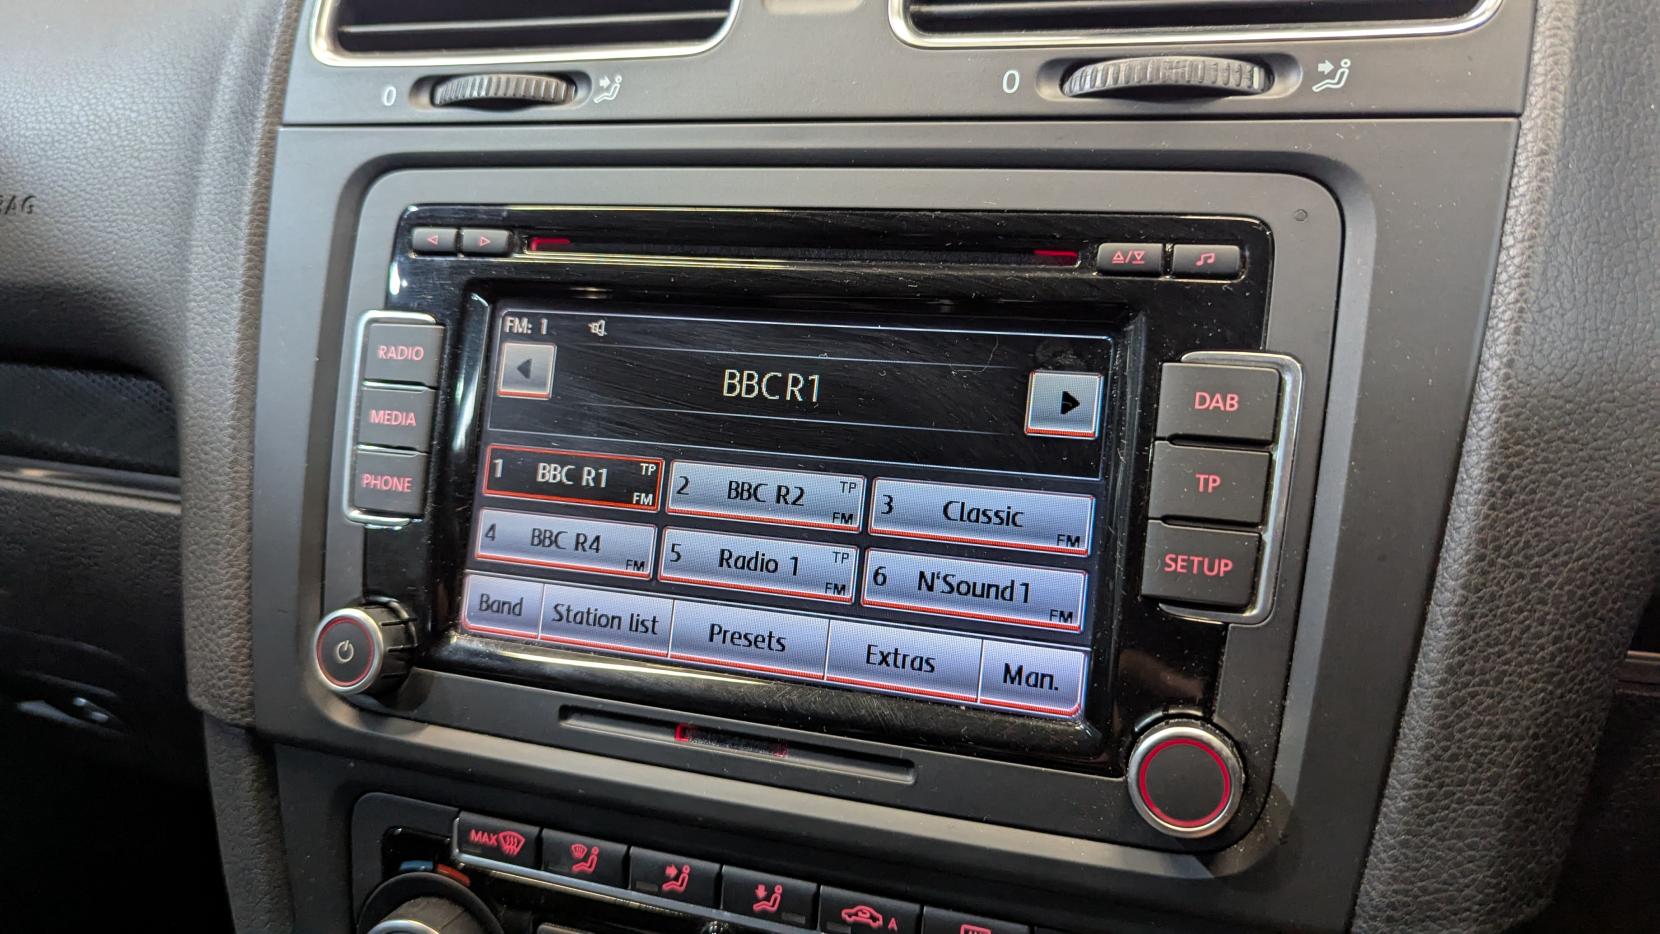 0
0
BAG
RADIO
MEDIA
PHONE
FM: 1
BBC R1
1 BBC R1 TP FM
2 BBC R2 TP FM
3 Classic FM
4 BBC R4 FM
5 Radio 1 TP FM
6 N'Sound1 FM
Band
Station list
Presets
Extras
Man.
DAB
TP
SETUP
MAX
A